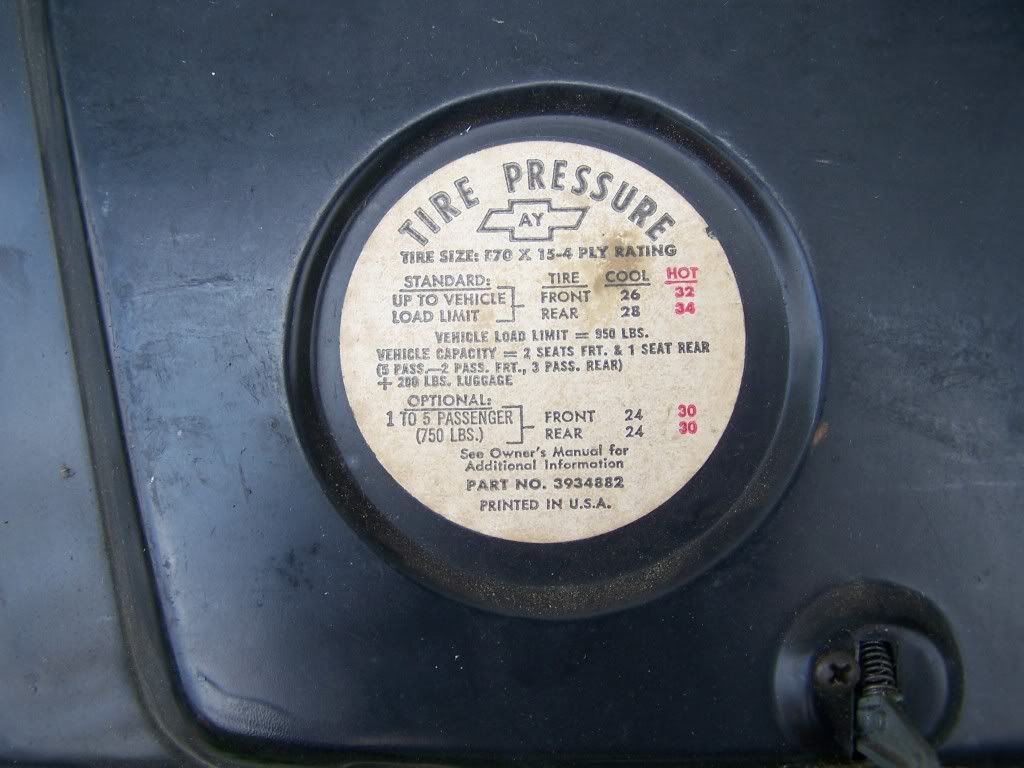 TIRE PRESSURE
AY
TIRE SIZE: F70 X 15-4 PLY RATING
STANDARD: TIRE COOL HOT
UP TO VEHICLE FRONT 26 32
LOAD LIMIT REAR 28 34
VEHICLE LOAD LIMIT = 950 LBS.
VEHICLE CAPACITY = 2 SEATS FRT. & 1 SEAT REAR
(5 PASS.—2 PASS. FRT., 3 PASS. REAR)
+ 200 LBS. LUGGAGE
OPTIONAL:
1 TO 5 PASSENGER FRONT 24 30
(750 LBS.) REAR 24 30
See Owner's Manual for
Additional Information
PART NO. 3934882
PRINTED IN U.S.A.